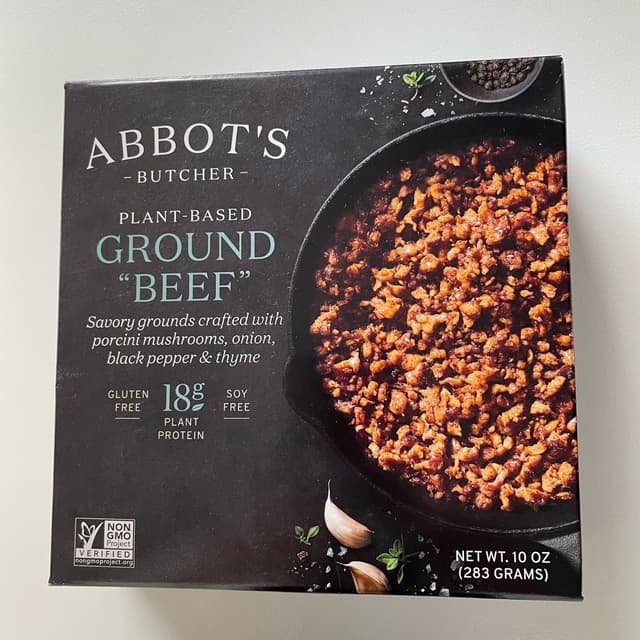 ABBOT'S
- BUTCHER -
PLANT-BASED
GROUND
"BEEF"
Savory grounds crafted with
porcini mushrooms, onion,
black pepper & thyme
GLUTEN
FREE
18g
PLANT
PROTEIN
SOY
FREE
NON
GMO
Project
VERIFIED
nongmoproject.org
NET WT. 10 OZ
(283 GRAMS)